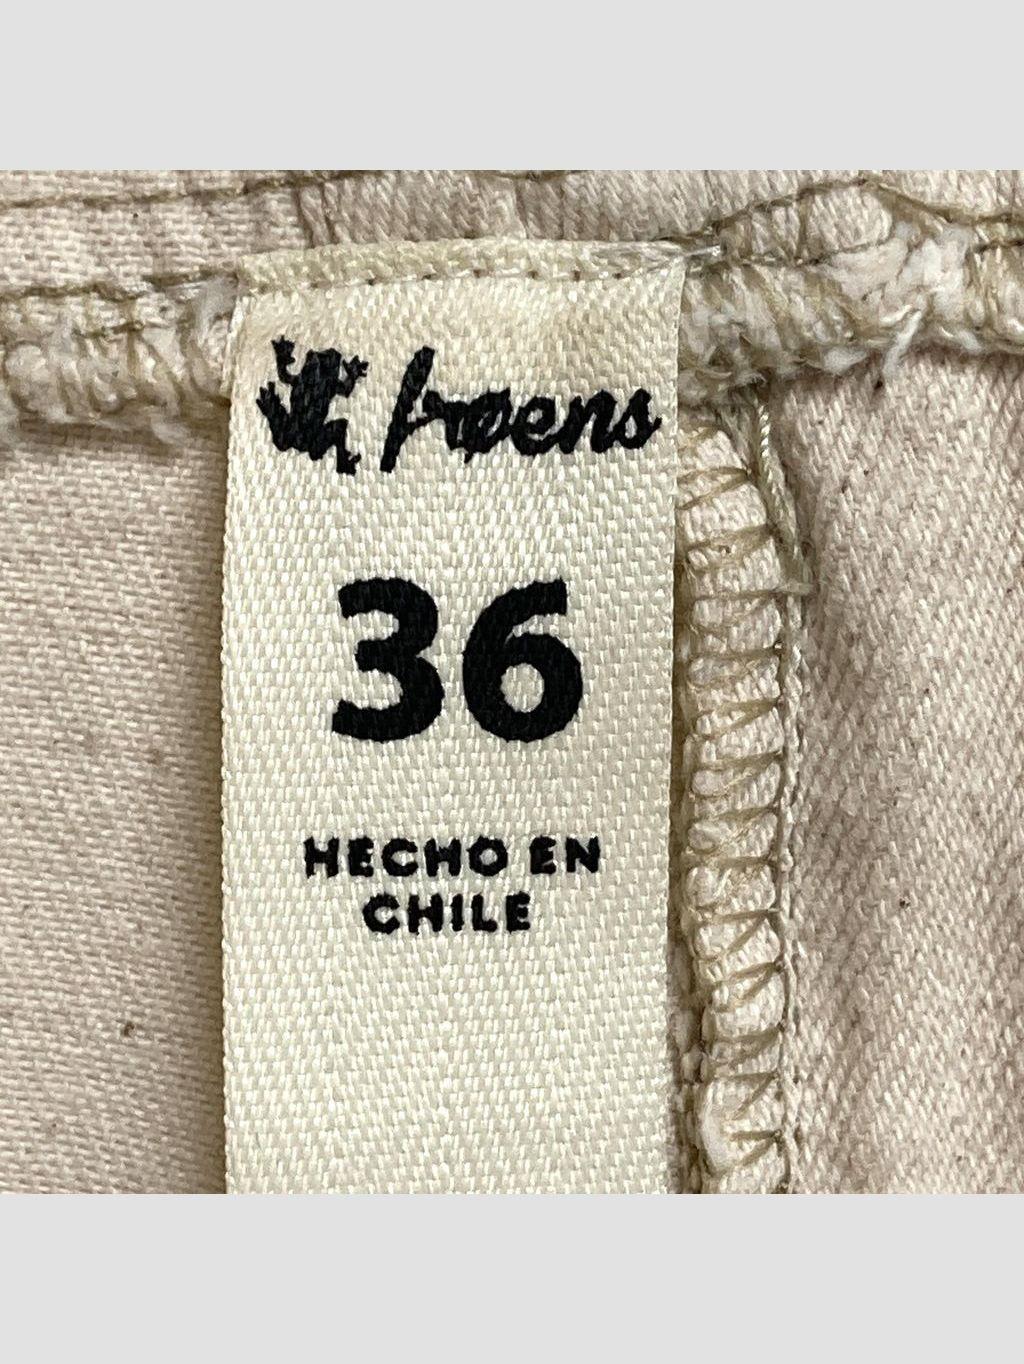 froens
36
HECHO EN
CHILE